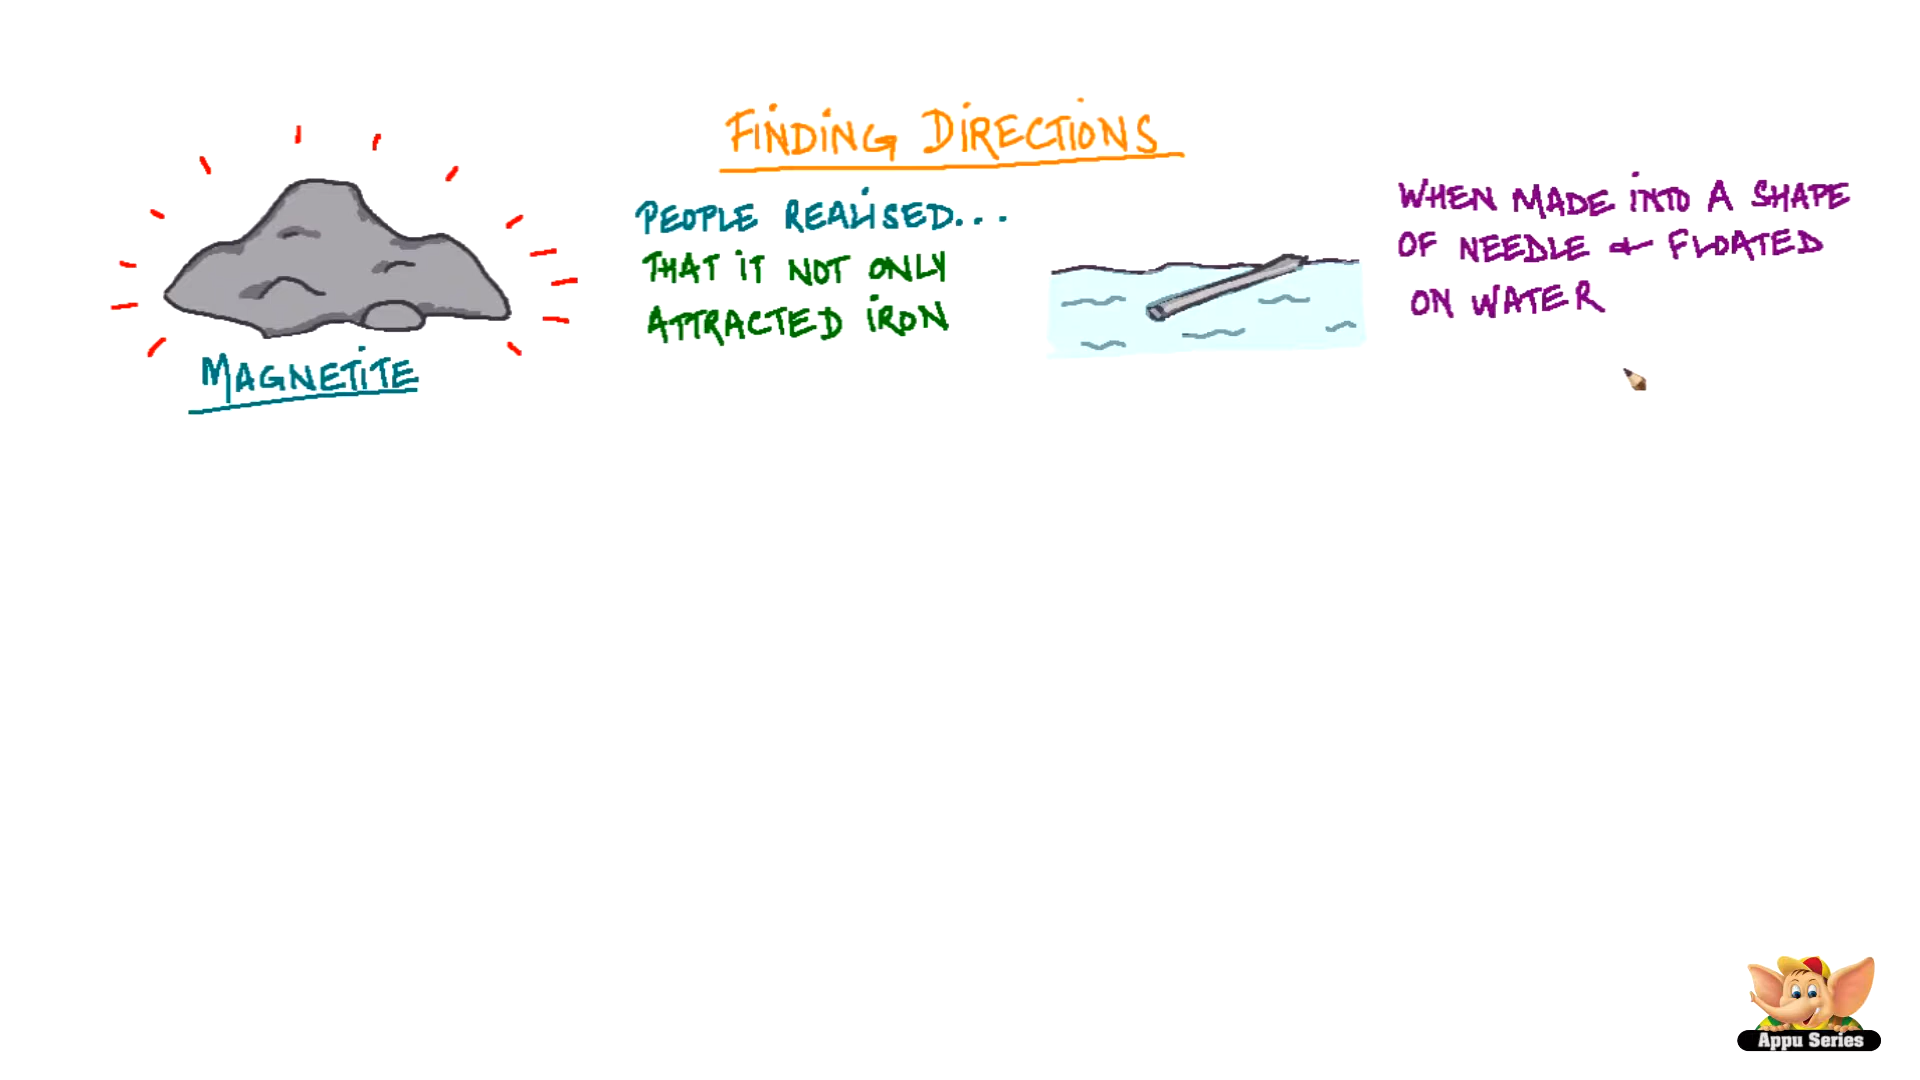 FINDING DIRECTIONS
MAGNETITE
PEOPLE REALISED...
THAT IT NOT ONLY
ATTRACTED IRON
WHEN MADE INTO A SHAPE
OF NEEDLE & FLOATED
ON WATER
Appu Series